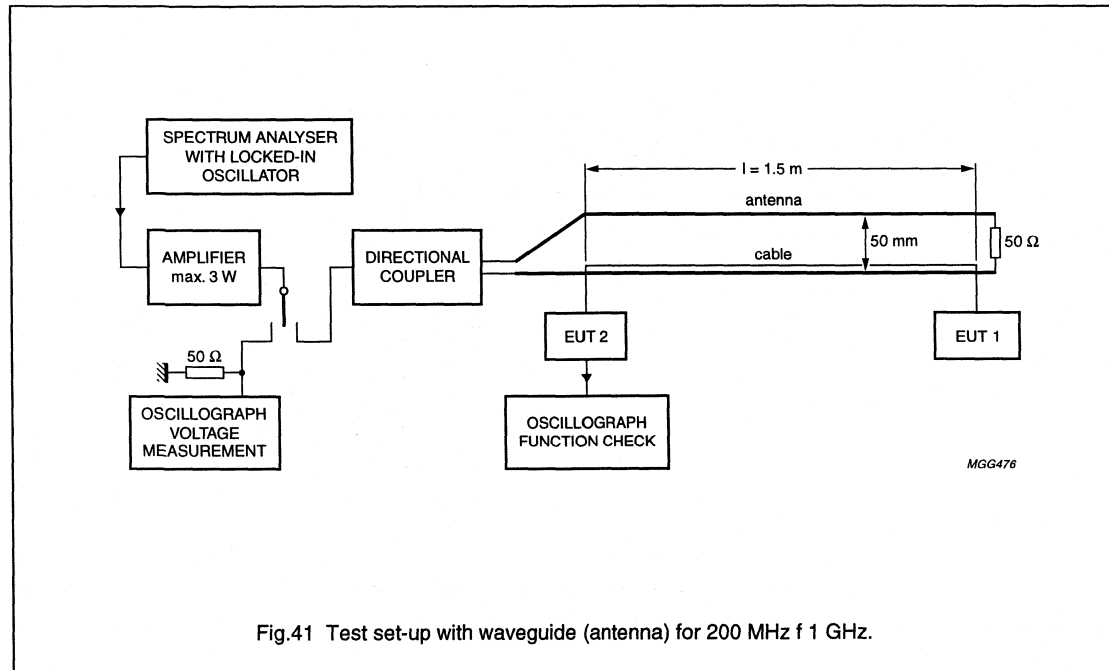 SPECTRUM ANALYSER
WITH LOCKED-IN
OSCILLATOR
l = 1.5 m
antenna
AMPLIFIER
max. 3 W
DIRECTIONAL
COUPLER
50 mm
50 Ω
cable
EUT 2
EUT 1
50 Ω
OSCILLOGRAPH
VOLTAGE
MEASUREMENT
OSCILLOGRAPH
FUNCTION CHECK
MGG476
Fig.41 Test set-up with waveguide (antenna) for 200 MHz f 1 GHz.